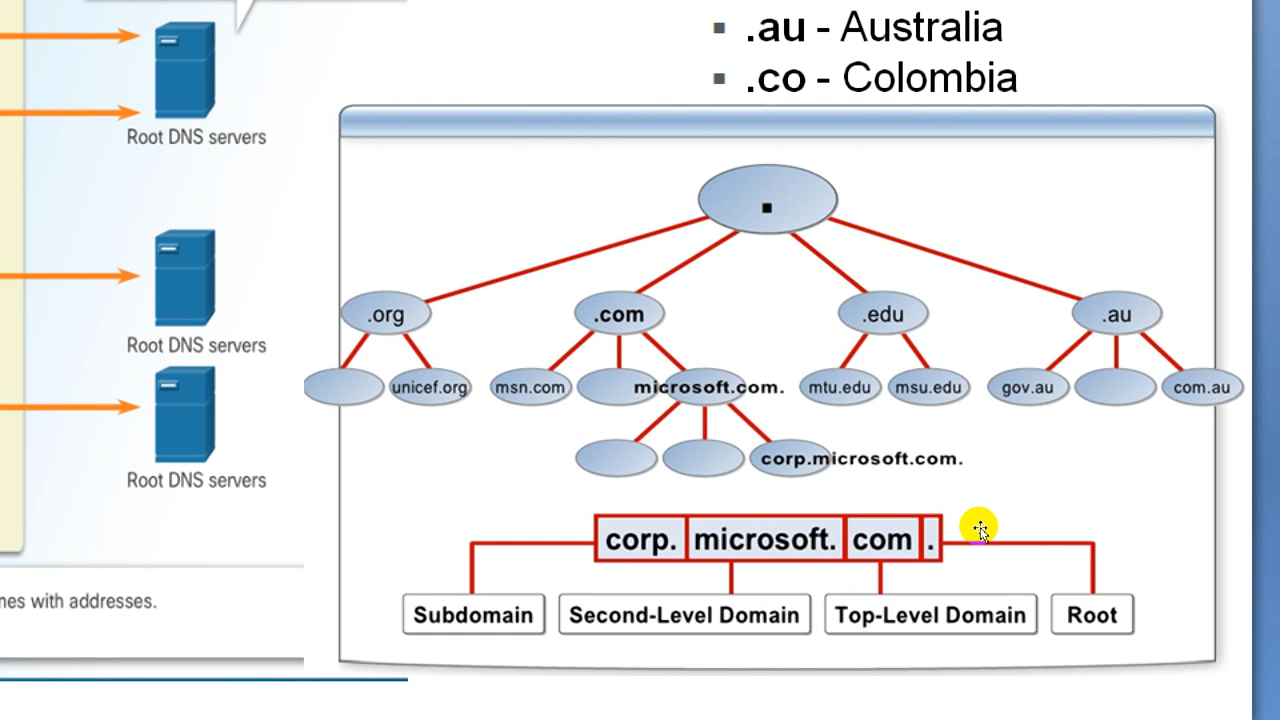 .au - Australia
.co - Colombia
Root DNS servers
Root DNS servers
Root DNS servers
nes with addresses.
.
.org
.com
.edu
.au
unicef.org
msn.com
microsoft.com.
mtu.edu
msu.edu
gov.au
com.au
corp.microsoft.com.
corp. microsoft. com .
Subdomain
Second-Level Domain
Top-Level Domain
Root